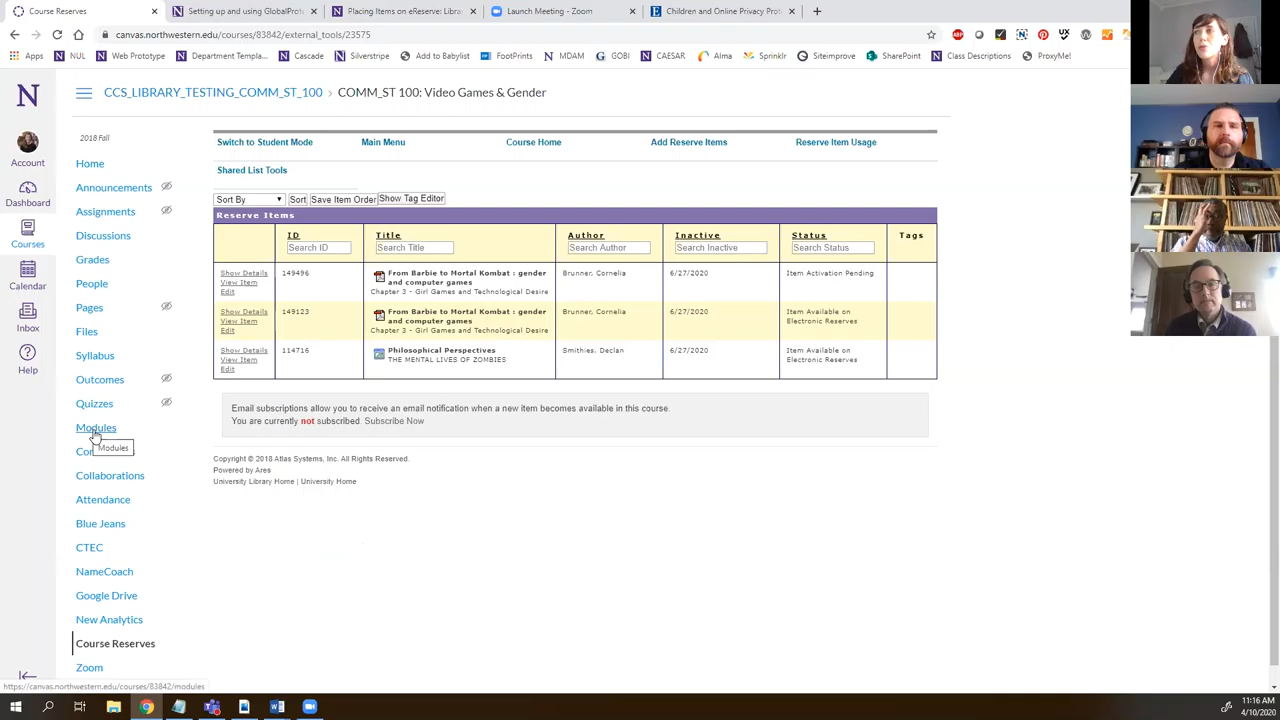 Course Reserves
Setting up and using GlobalProte
Placing Items on eReserve: Librar
Launch Meeting - Zoom
Children and Online Privacy Prote
canvas.northwestern.edu/courses/83842/external_tools/23575
Apps NUL Web Prototype Department Templa... Cascade Silverstripe Add to Babylist FootPrints MDAM GOBI CAESAR Alma Sprinklr Siteimprove SharePoint Class Descriptions ProxyMe!
CCS_LIBRARY_TESTING_COMM_ST_100 > COMM_ST 100: Video Games & Gender
Account
Dashboard
Courses
Calendar
Inbox
Help
2018 Fall
Home
Announcements
Assignments
Discussions
Grades
People
Pages
Files
Syllabus
Outcomes
Quizzes
Modules
Modules
Collaborations
Attendance
Blue Jeans
CTEC
NameCoach
Google Drive
New Analytics
Course Reserves
Zoom
Switch to Student Mode Main Menu Course Home Add Reserve Items Reserve Item Usage
Shared List Tools
Sort By Sort Save Item Order Show Tag Editor
Reserve Items
ID Title Author Inactive Status Tags
Search ID Search Title Search Author Search Inactive Search Status
Show Details 149496 From Barbie to Mortal Kombat : gender Brunner, Cornelia 6/27/2020 Item Activation Pending
View Item and computer games
Edit Chapter 3 - Girl Games and Technological Desire
Show Details 149123 From Barbie to Mortal Kombat : gender Brunner, Cornelia 6/27/2020 Item Available on
View Item and computer games Electronic Reserves
Edit Chapter 3 - Girl Games and Technological Desire
Show Details 114716 Philosophical Perspectives Smithies, Declan 6/27/2020 Item Available on
View Item THE MENTAL LIVES OF ZOMBIES Electronic Reserves
Edit
Email subscriptions allow you to receive an email notification when a new item becomes available in this course.
You are currently not subscribed. Subscribe Now
Copyright © 2018 Atlas Systems, Inc. All Rights Reserved.
Powered by Ares
University Library Home | University Home
https://canvas.northwestern.edu/courses/83842/modules
11:16 AM
4/10/2020